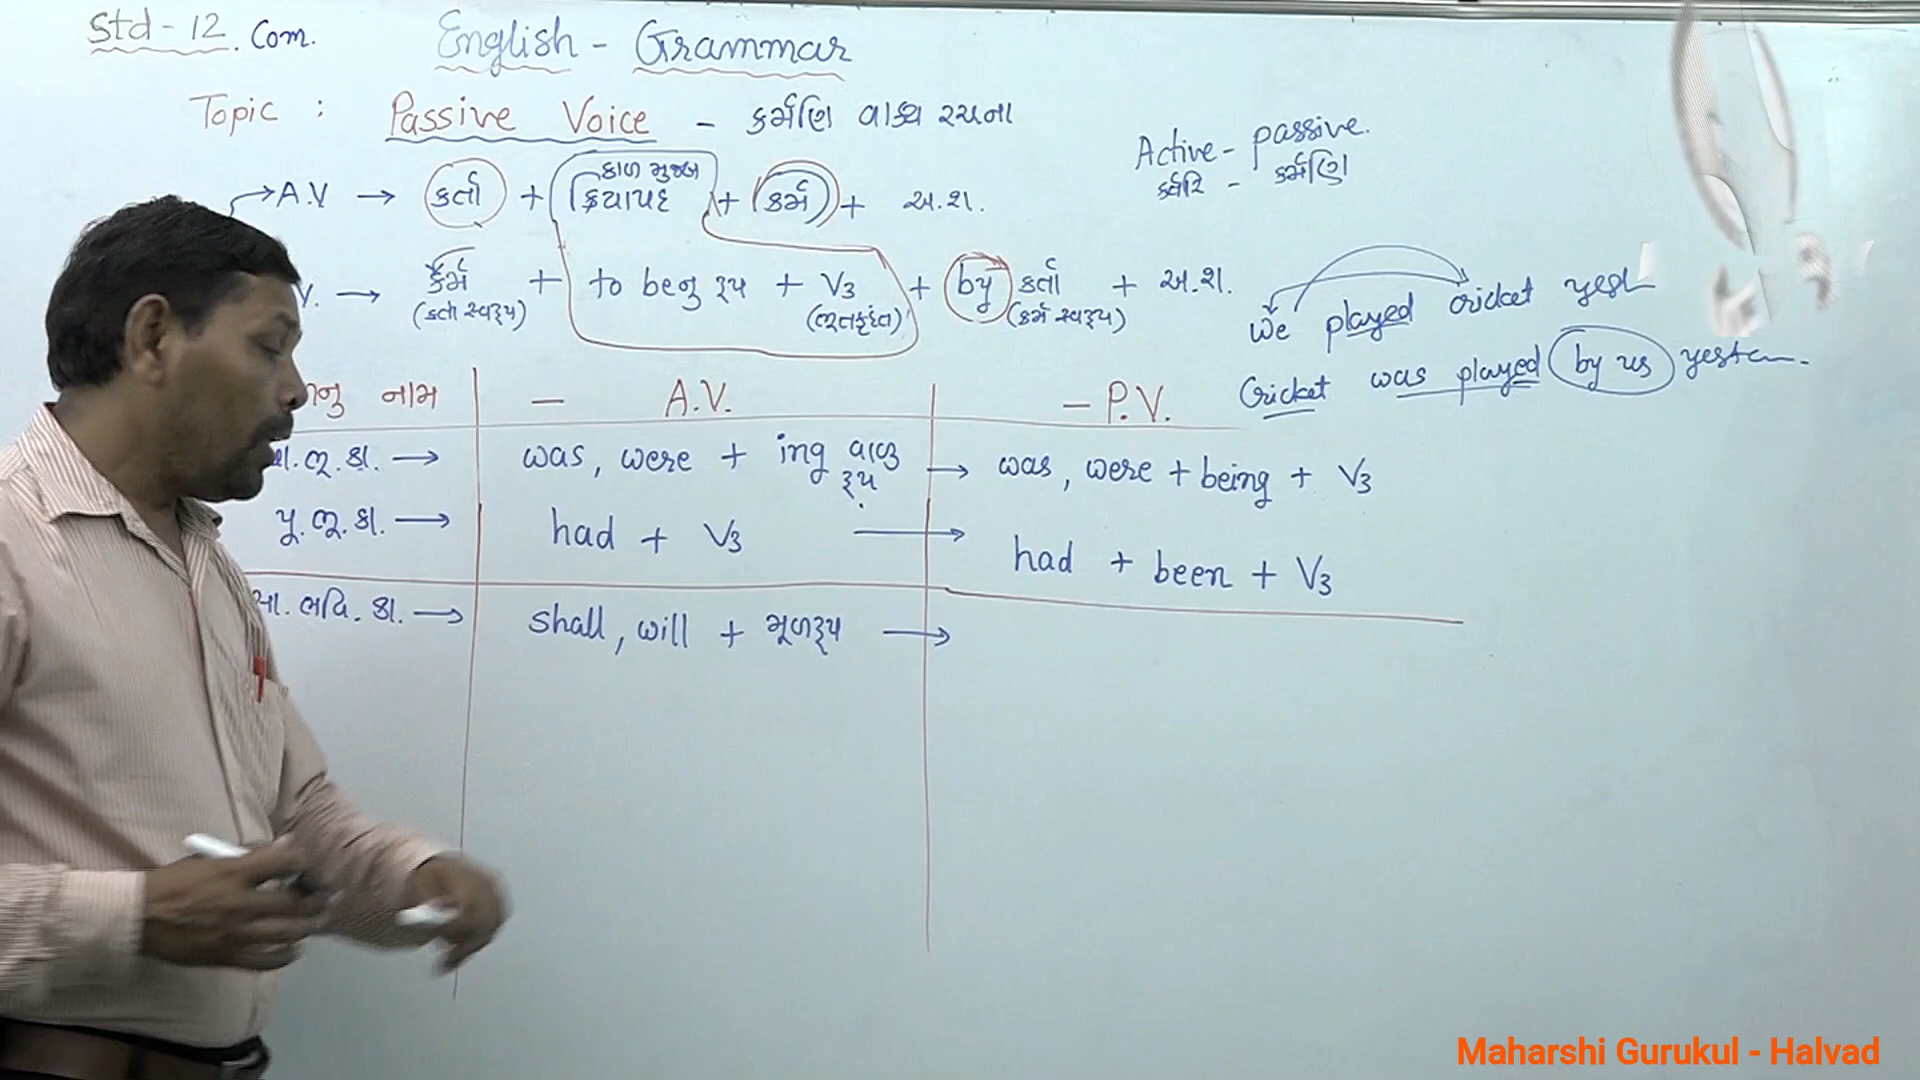 Std - 12. Com. English - Grammar
Topic : Passive Voice - કર્મણિ વાક્ય રચના
Active - passive.
કર્તરિ - કર્મણિ
કાળ મુજબ
A.V → કર્તા + ક્રિયાપદ + કર્મ + અ.શ.
V. → કર્મ + to be નુ રૂપ + V3 + by કર્તા + અ.શ.
(કર્તા સ્વરૂપ) (ભૂતકૃદંત) (કર્મ સ્વરૂપ)
We played cricket yest
Cricket was played by us yester
નુ નામ - A.V. - P.V.
ભૂ.કા. → was, were + ing વાળુ રૂપ → was, were + being + V3
પૂ.ભૂ.કા. → had + V3 → had + been + V3
સા.ભવિ.કા. → shall, will + મૂળરૂપ →
Maharshi Gurukul - Halvad